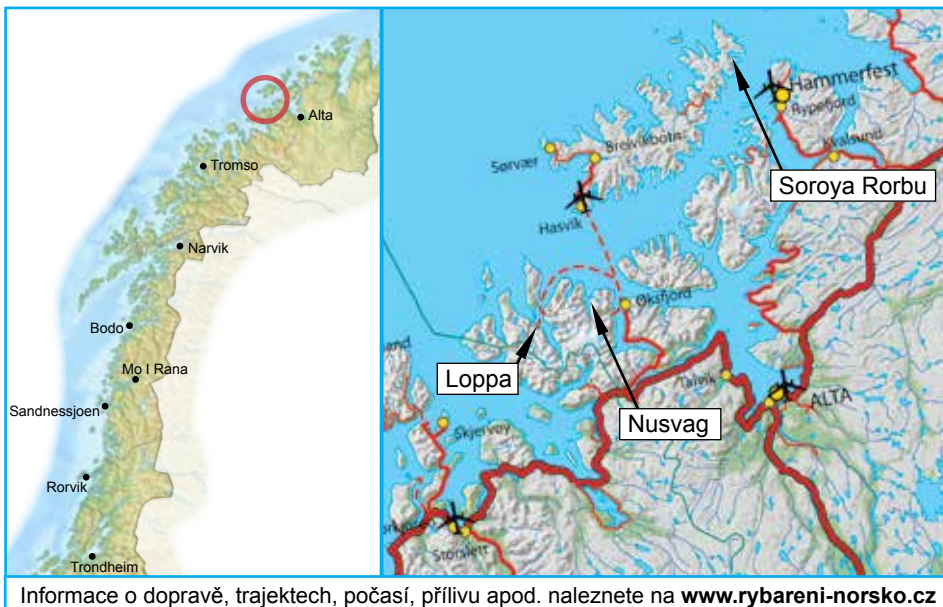 Alta
Tromso
Narvik
Bodo
Mo I Rana
Sandnessjoen
Rorvik
Trondheim
Hammerfest
Rypefjord
Kvalsund
Breivikbotn
Sørvær
Soroya Rorbu
Hasvik
Øksfjord
Loppa
Talvik
ALTA
Nusvag
Skjervøy
Storslett
Informace o dopravě, trajektech, počasí, přílivu apod. naleznete na www.rybareni-norsko.cz